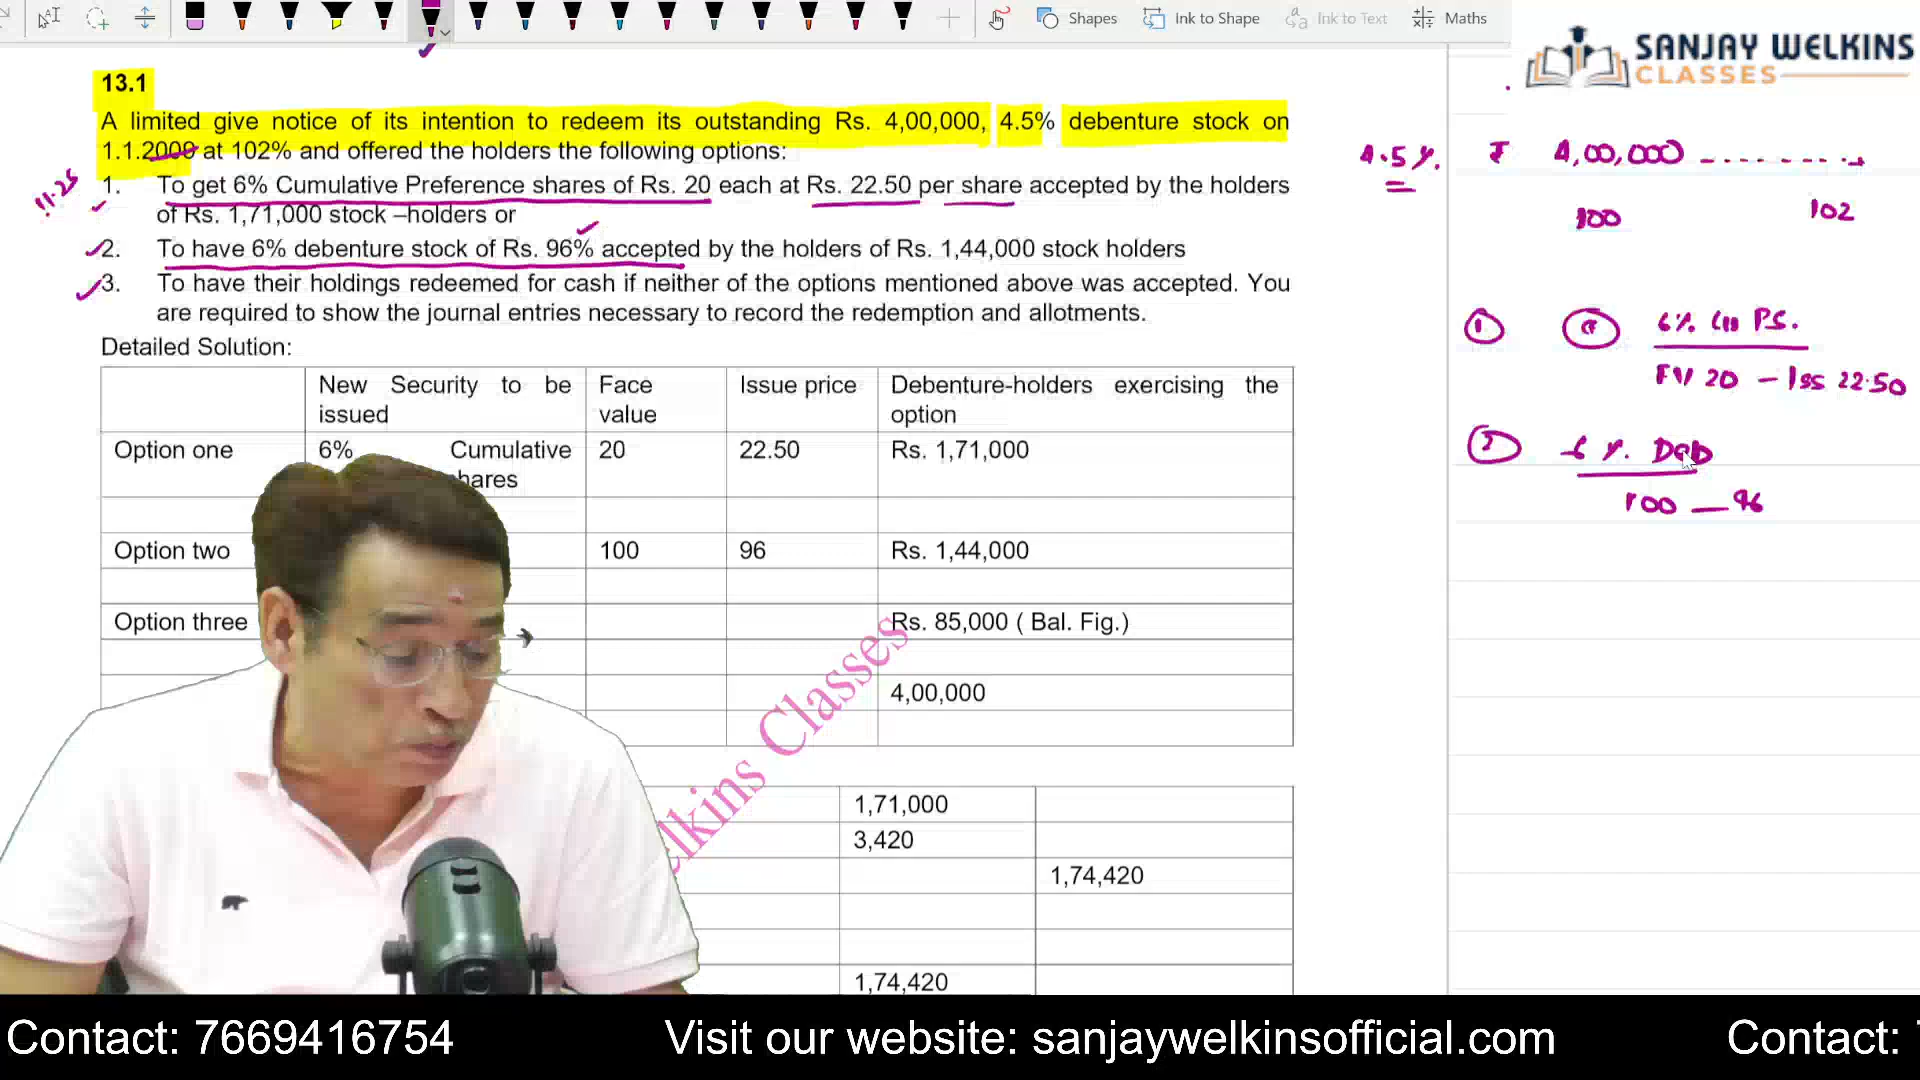 Shapes
Ink to Shape
Ink to Text
Maths
SANJAY WELKINS
CLASSES
13.1
A limited give notice of its intention to redeem its outstanding Rs. 4,00,000, 4.5% debenture stock on
1.1.2009 at 102% and offered the holders the following options:
1. To get 6% Cumulative Preference shares of Rs. 20 each at Rs. 22.50 per share accepted by the holders
of Rs. 1,71,000 stock –holders or
2. To have 6% debenture stock of Rs. 96% accepted by the holders of Rs. 1,44,000 stock holders
3. To have their holdings redeemed for cash if neither of the options mentioned above was accepted. You
are required to show the journal entries necessary to record the redemption and allotments.
Detailed Solution:
New Security to be issued Face value Issue price Debenture-holders exercising the option
Option one 6% Cumulative hares 20 22.50 Rs. 1,71,000
Option two 100 96 Rs. 1,44,000
Option three Rs. 85,000 ( Bal. Fig.)
4,00,000
1,71,000
3,420
1,74,420
1,74,420
elkins Classes
4.5 %. ₹ 4,00,000
100 102
1 6% PS.
FV 20 – Iss 22.50
2 6 %. Deb
100 — 96
Contact: 7669416754 Visit our website: sanjaywelkinsofficial.com Contact: 7